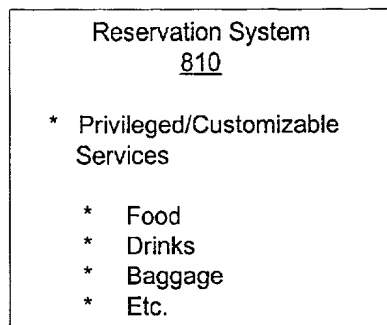 Reservation System
810
* Privileged/Customizable
Services
* Food
* Drinks
* Baggage
* Etc.